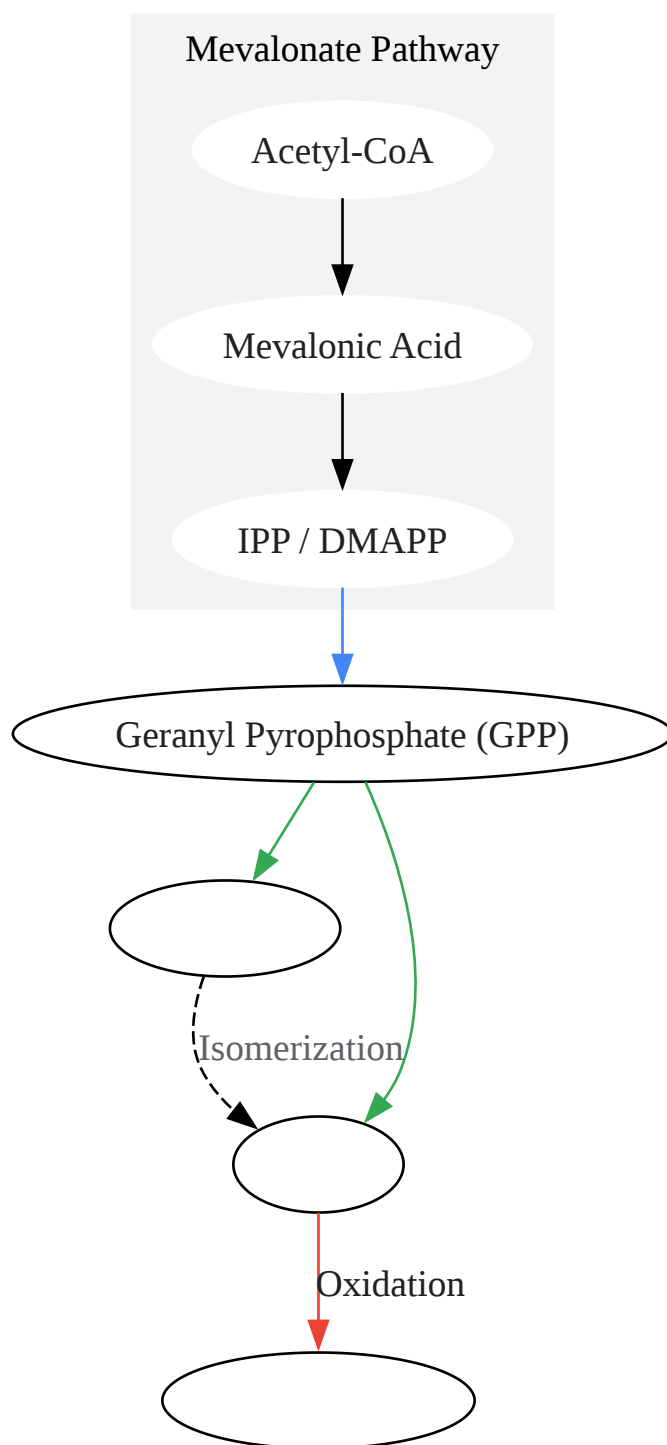 Mevalonate Pathway
Acetyl-CoA
Mevalonic Acid
IPP / DMAPP
Geranyl Pyrophosphate (GPP)
Isomerization
Oxidation